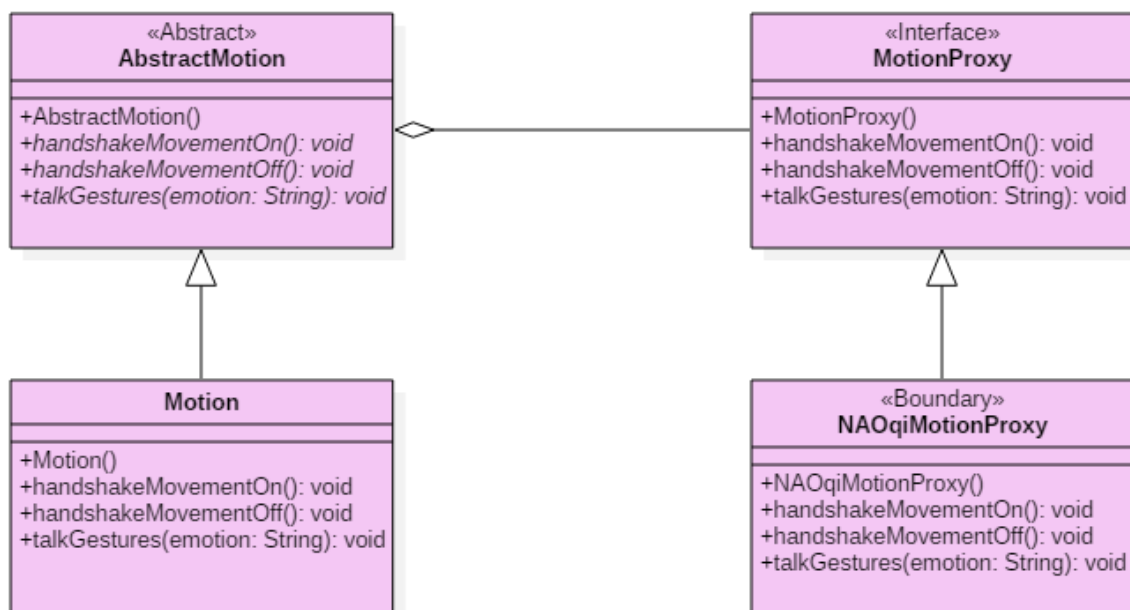 «Abstract»
AbstractMotion
+AbstractMotion()
+handshakeMovementOn(): void
+handshakeMovementOff(): void
+talkGestures(emotion: String): void
«Interface»
MotionProxy
+MotionProxy()
+handshakeMovementOn(): void
+handshakeMovementOff(): void
+talkGestures(emotion: String): void
Motion
+Motion()
+handshakeMovementOn(): void
+handshakeMovementOff(): void
+talkGestures(emotion: String): void
«Boundary»
NAOqiMotionProxy
+NAOqiMotionProxy()
+handshakeMovementOn(): void
+handshakeMovementOff(): void
+talkGestures(emotion: String): void